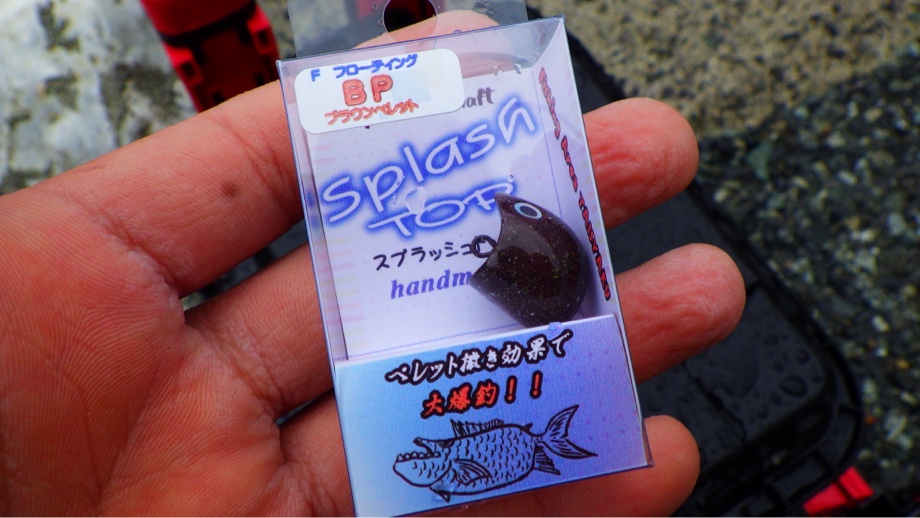 F フローティング
BP
ブラウンペレット
Splash
TOP
スプラッシュ
handm
ペレット撒き効果で
大爆釣！！